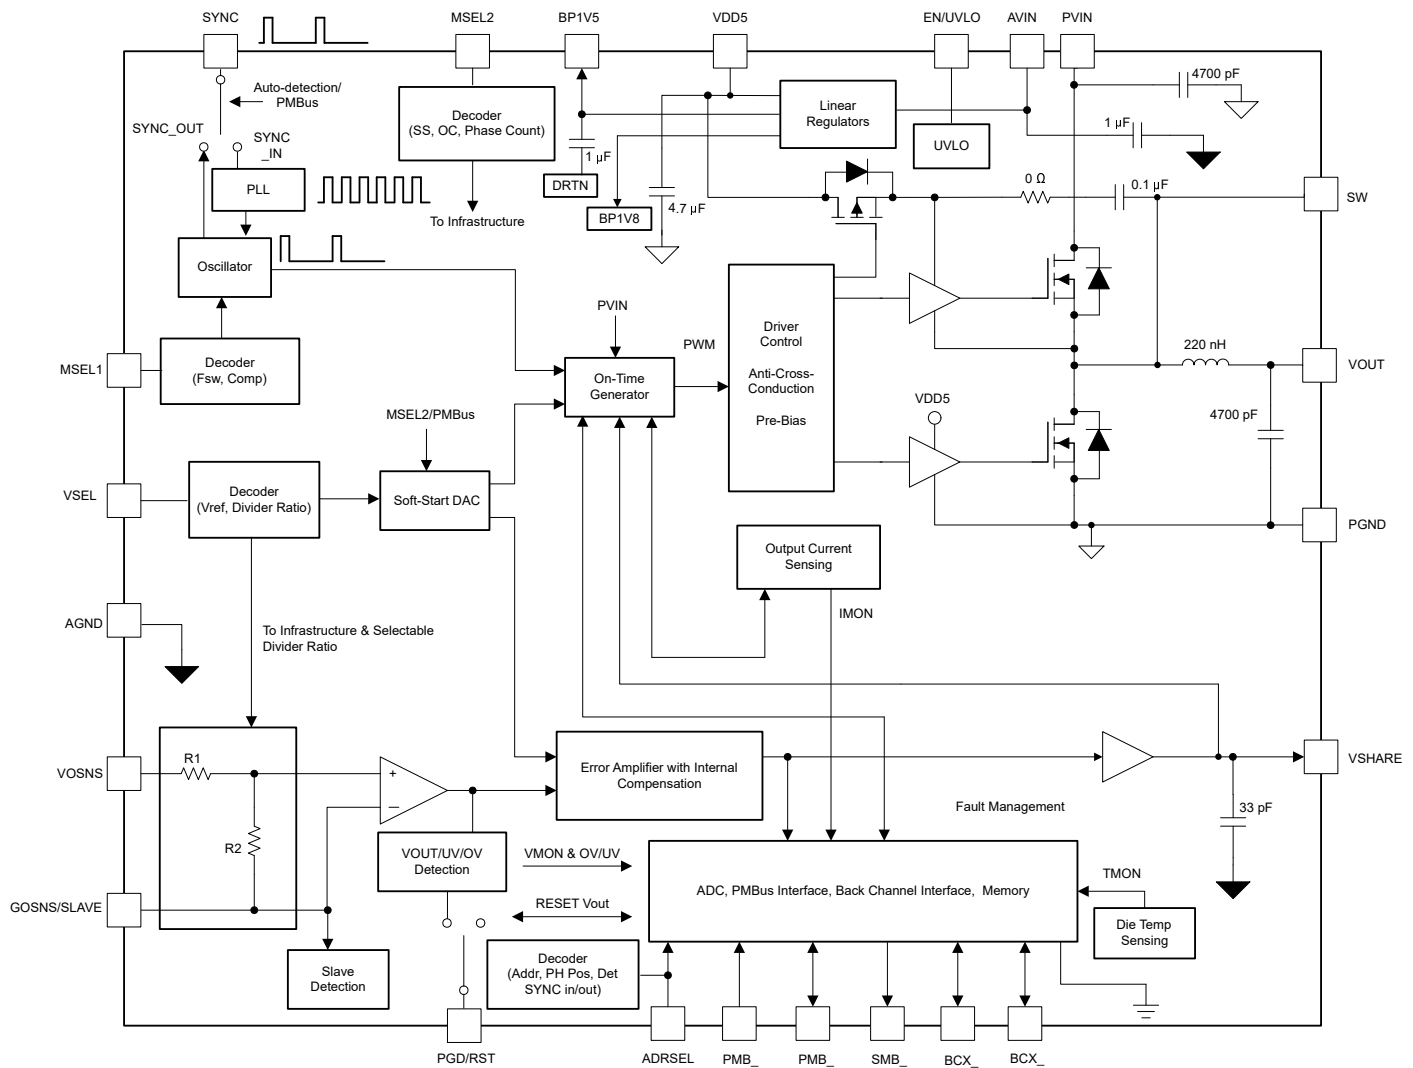 SYNC
MSEL2
BP1V5
VDD5
EN/UVLO
AVIN
PVIN
4700 pF
Auto-detection/
PMBus
Decoder
(SS, OC, Phase Count)
Linear
Regulators
1 µF
SYNC_OUT
SYNC
_IN
UVLO
1 µF
PLL
DRTN
0 Ω
0.1 µF
SW
BP1V8
4.7 µF
To Infrastructure
Oscillator
PVIN
Driver
Control
Anti-Cross-
Conduction
Pre-Bias
PWM
220 nH
VOUT
MSEL1
Decoder
(Fsw, Comp)
On-Time
Generator
VDD5
4700 pF
MSEL2/PMBus
VSEL
Decoder
(Vref, Divider Ratio)
Soft-Start DAC
PGND
Output Current
Sensing
IMON
AGND
To Infrastructure & Selectable
Divider Ratio
R1
VOSNS
+
–
Error Amplifier with Internal
Compensation
VSHARE
Fault Management
33 pF
R2
VOUT/UV/OV
Detection
VMON & OV/UV
ADC, PMBus Interface, Back Channel Interface, Memory
TMON
GOSNS/SLAVE
RESET Vout
Die Temp
Sensing
Slave
Detection
Decoder
(Addr, PH Pos, Det
SYNC in/out)
PGD/RST
ADRSEL
PMB_
PMB_
SMB_
BCX_
BCX_